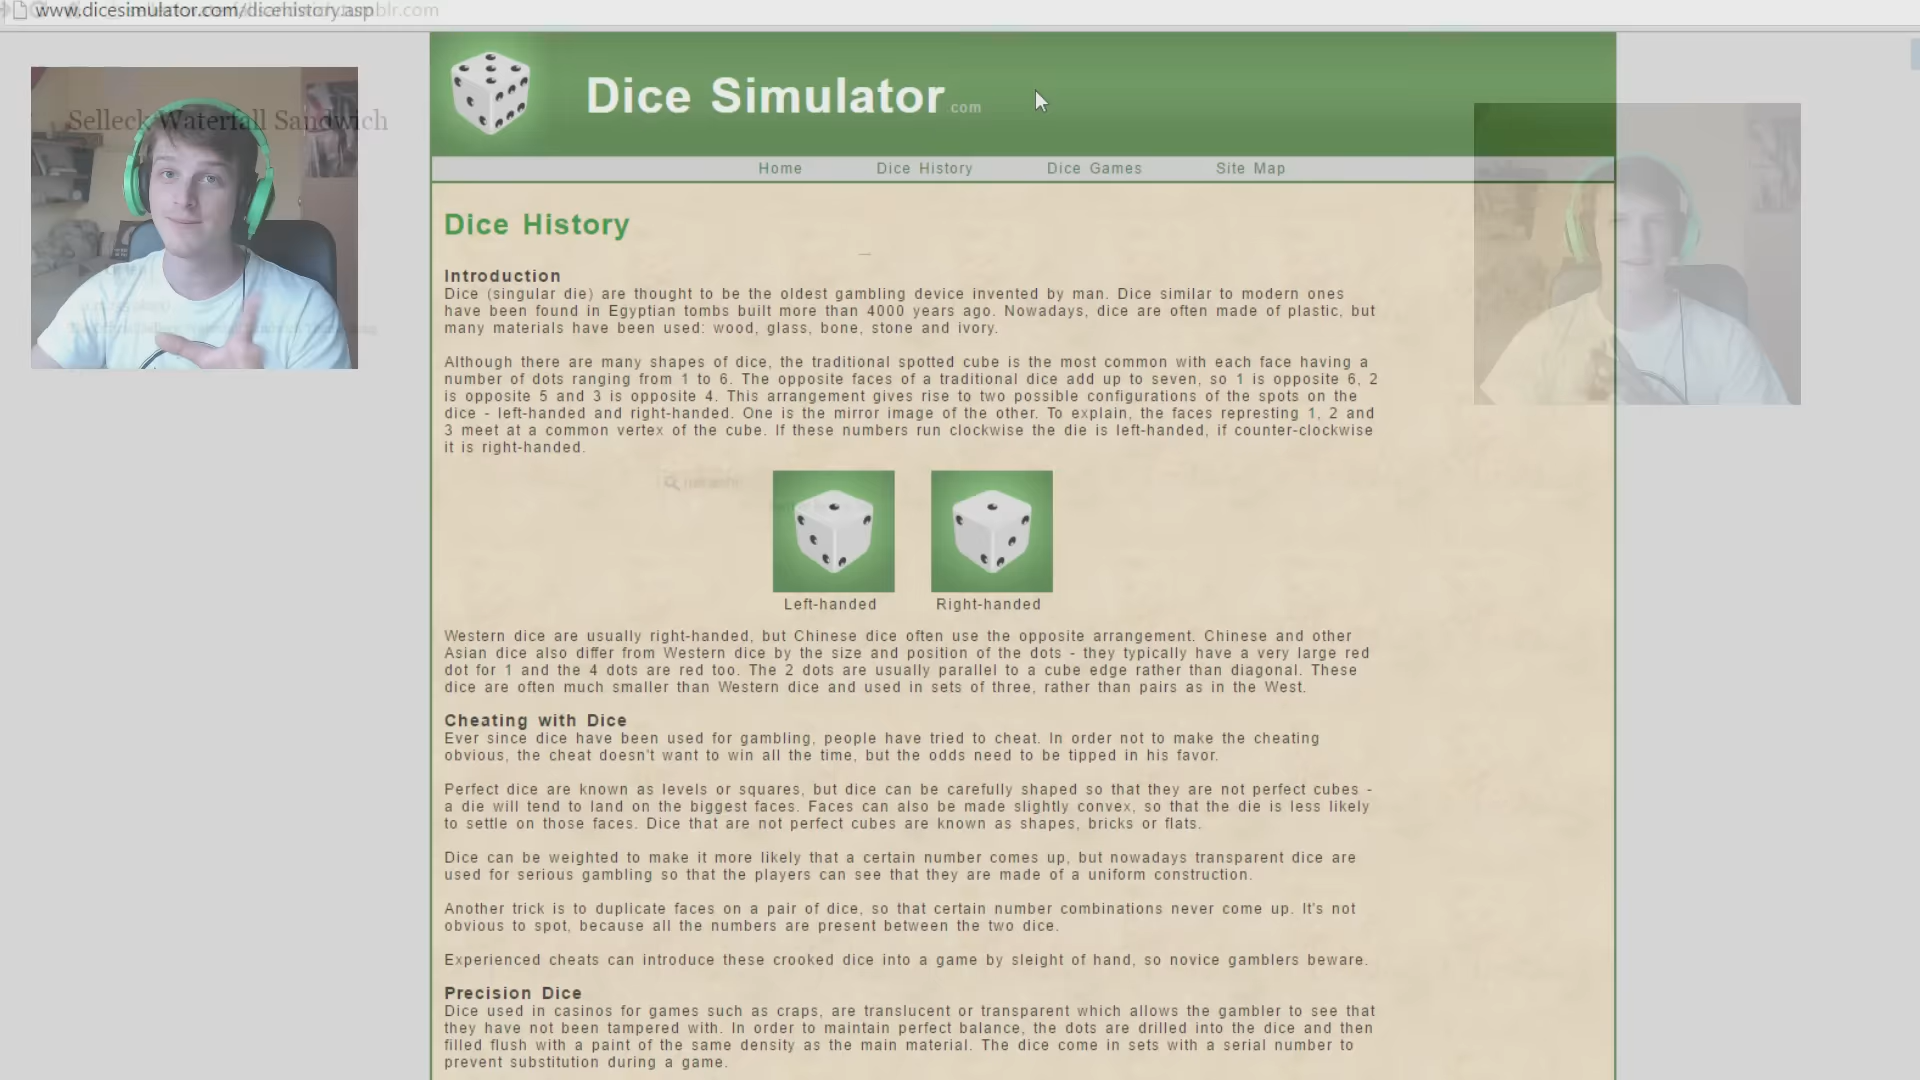 www.dicesimulator.com/dicehistory.asp
Selleck Waterfall Sandwich
Dice Simulator .com
Home Dice History Dice Games Site Map
Dice History
Introduction
Dice (singular die) are thought to be the oldest gambling device invented by man. Dice similar to modern ones
have been found in Egyptian tombs built more than 4000 years ago. Nowadays, dice are often made of plastic, but
many materials have been used: wood, glass, bone, stone and ivory.
Although there are many shapes of dice, the traditional spotted cube is the most common with each face having a
number of dots ranging from 1 to 6. The opposite faces of a traditional dice add up to seven, so 1 is opposite 6, 2
is opposite 5 and 3 is opposite 4. This arrangement gives rise to two possible configurations of the spots on the
dice - left-handed and right-handed. One is the mirror image of the other. To explain, the faces represting 1, 2 and
3 meet at a common vertex of the cube. If these numbers run clockwise the die is left-handed, if counter-clockwise
it is right-handed.
Left-handed Right-handed
Western dice are usually right-handed, but Chinese dice often use the opposite arrangement. Chinese and other
Asian dice also differ from Western dice by the size and position of the dots - they typically have a very large red
dot for 1 and the 4 dots are red too. The 2 dots are usually parallel to a cube edge rather than diagonal. These
dice are often much smaller than Western dice and used in sets of three, rather than pairs as in the West.
Cheating with Dice
Ever since dice have been used for gambling, people have tried to cheat. In order not to make the cheating
obvious, the cheat doesn't want to win all the time, but the odds need to be tipped in his favor.
Perfect dice are known as levels or squares, but dice can be carefully shaped so that they are not perfect cubes -
a die will tend to land on the biggest faces. Faces can also be made slightly convex, so that the die is less likely
to settle on those faces. Dice that are not perfect cubes are known as shapes, bricks or flats.
Dice can be weighted to make it more likely that a certain number comes up, but nowadays transparent dice are
used for serious gambling so that the players can see that they are made of a uniform construction.
Another trick is to duplicate faces on a pair of dice, so that certain number combinations never come up. It's not
obvious to spot, because all the numbers are present between the two dice.
Experienced cheats can introduce these crooked dice into a game by sleight of hand, so novice gamblers beware.
Precision Dice
Dice used in casinos for games such as craps, are translucent or transparent which allows the gambler to see that
they have not been tampered with. In order to maintain perfect balance, the dots are drilled into the dice and then
filled flush with a paint of the same density as the main material. The dice come in sets with a serial number to
prevent substitution during a game.